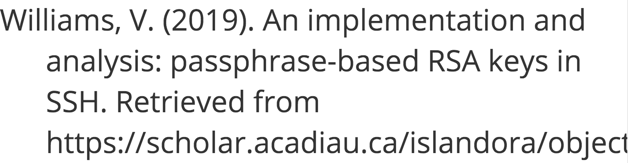 Williams, V. (2019). An implementation and
analysis: passphrase-based RSA keys in
SSH. Retrieved from
https://scholar.acadiau.ca/islandora/object